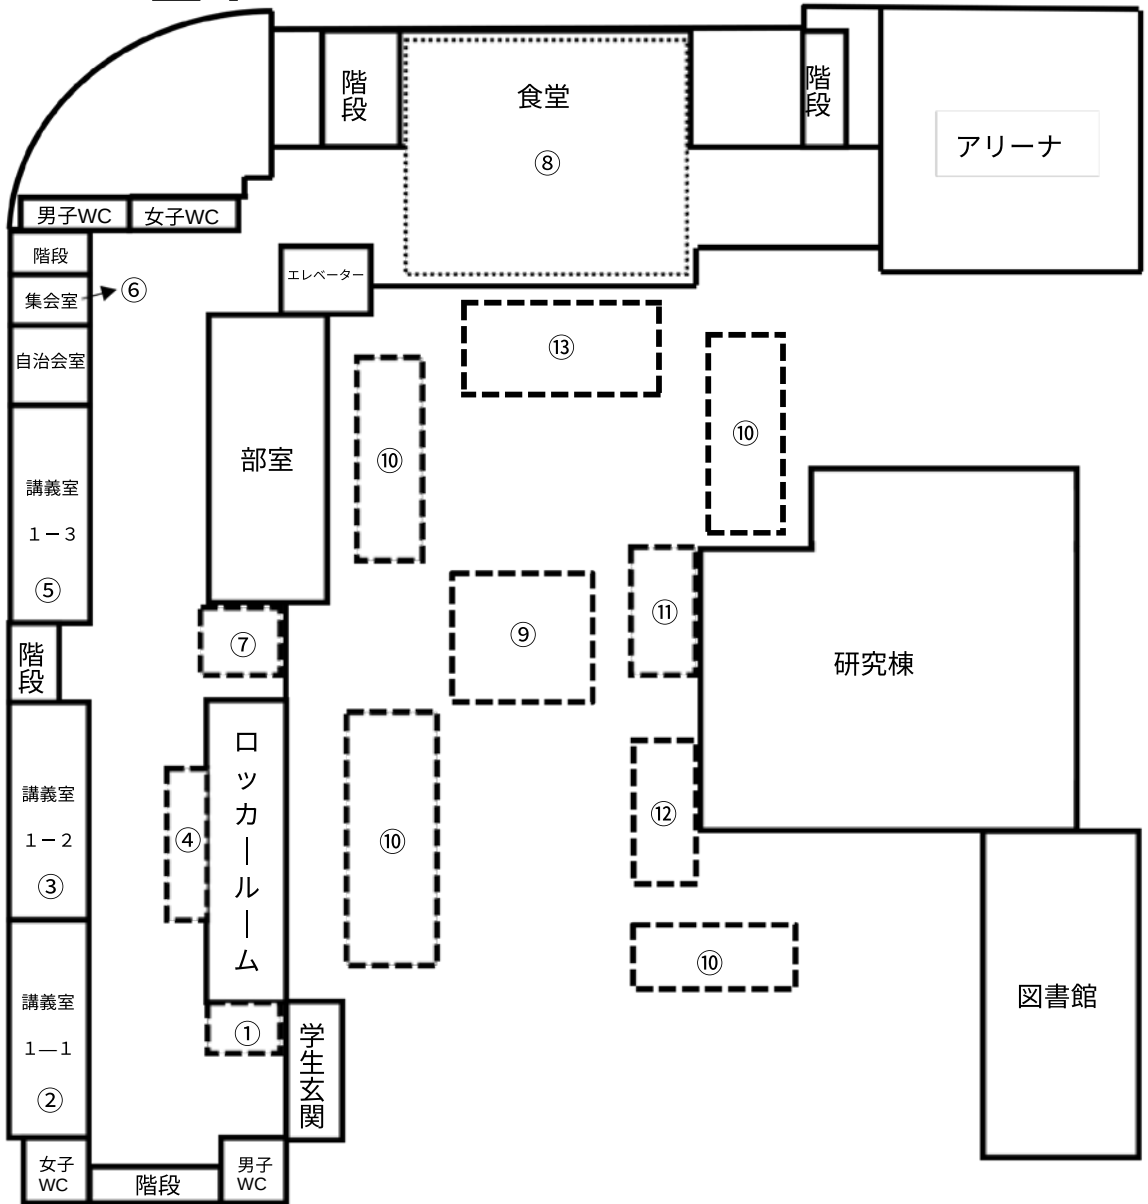 階
段
食堂
⑧
階
段
アリーナ
男子WC
女子WC
階段
集会室
⑥
エレベーター
自治会室
⑬
⑩
部室
⑩
講義室
1－3
⑤
⑪
⑦
⑨
階
段
研究棟
ロッカールーム
講義室
1－2
③
④
⑩
⑫
⑩
講義室
1―1
②
①
学生玄関
図書館
女子
WC
階段
男子
WC